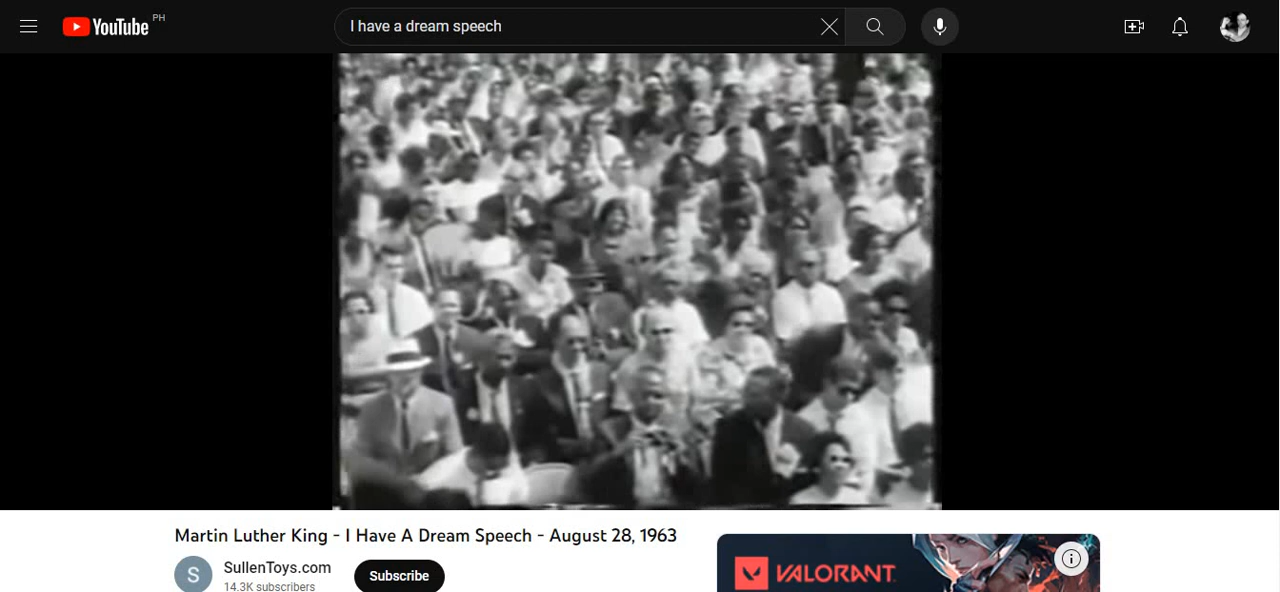 YouTube PH
I have a dream speech
Martin Luther King - I Have A Dream Speech - August 28, 1963
S
SullenToys.com
14.3K subscribers
Subscribe
VALORANT